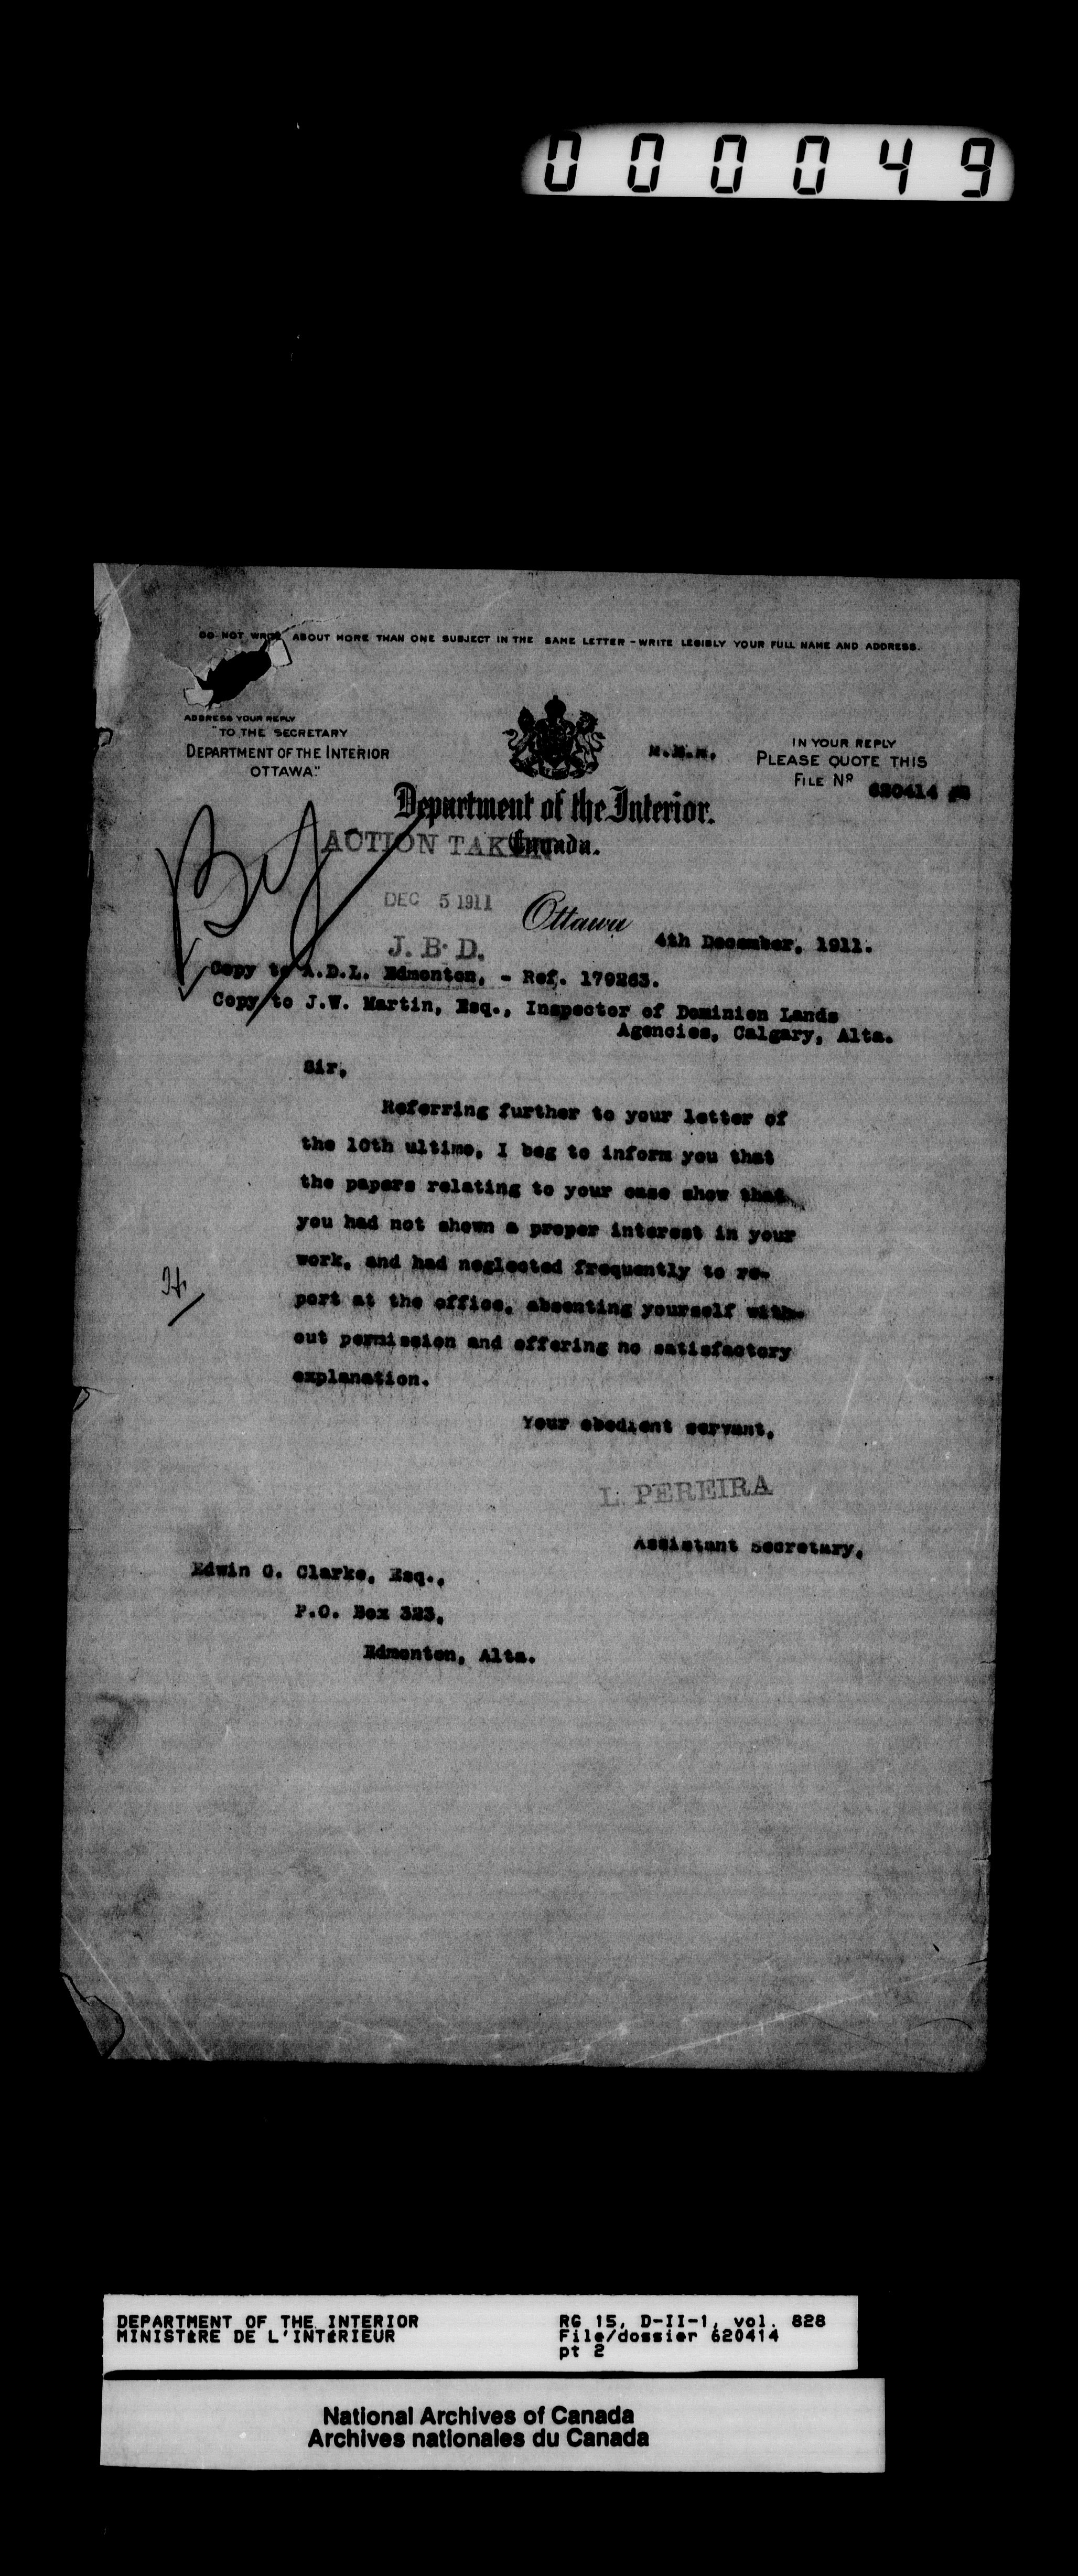 000049
DO NOT WRITE ABOUT MORE THAN ONE SUBJECT IN THE SAME LETTER - WRITE LEGIBLY YOUR FULL NAME AND ADDRESS.
ADDRESS YOUR REPLY
"TO THE SECRETARY
DEPARTMENT OF THE INTERIOR
OTTAWA."
IN YOUR REPLY
PLEASE QUOTE THIS
FILE No 620414
Department of the Interior.
Canada.
ACTION TAKEN
DEC 5 1911
J.B.D.
Ottawa
4th December, 1911.
Copy to A.D.L. Edmonton, - Ref. 179263.
Copy to J.W. Martin, Esq., Inspector of Dominion Lands
Agencies, Calgary, Alta.
Sir,
Referring further to your letter of
the 10th ultimo, I beg to inform you that
the papers relating to your case show that
you had not shown a proper interest in your
work, and had neglected frequently to re-
port at the office, absenting yourself with-
out permission and offering no satisfactory
explanation.
Your obedient servant,
L. PEREIRA
Assistant Secretary.
Edwin G. Clarke, Esq.,
P.O. Box 323,
Edmonton, Alta.
DEPARTMENT OF THE INTERIOR
MINISTÈRE DE L'INTÉRIEUR
RG 15, D-II-1, vol. 828
File/dossier 620414
pt 2
National Archives of Canada
Archives nationales du Canada